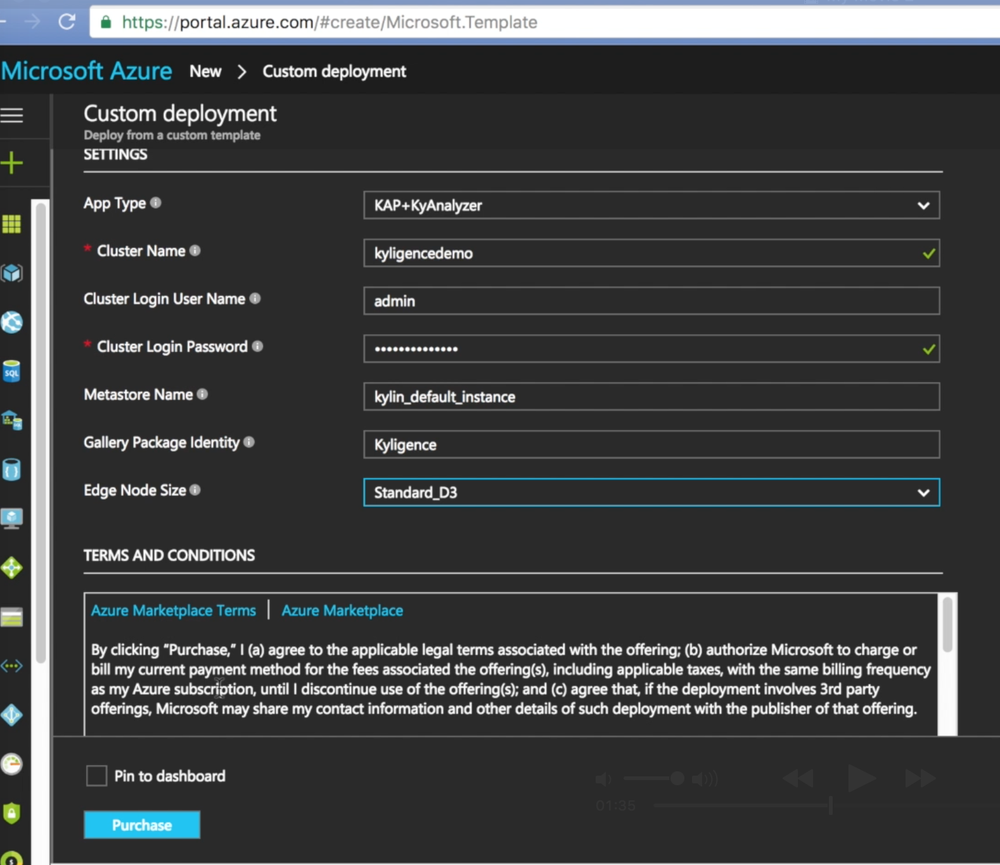 https://portal.azure.com/#create/Microsoft.Template
Microsoft Azure New > Custom deployment
Custom deployment
Deploy from a custom template
SETTINGS
App Type KAP+KyAnalyzer
* Cluster Name kyligencedemo
Cluster Login User Name admin
* Cluster Login Password ••••••••••••••
Metastore Name kylin_default_instance
Gallery Package Identity Kyligence
Edge Node Size Standard_D3
TERMS AND CONDITIONS
Azure Marketplace Terms | Azure Marketplace
By clicking "Purchase," I (a) agree to the applicable legal terms associated with the offering; (b) authorize Microsoft to charge or
bill my current payment method for the fees associated the offering(s), including applicable taxes, with the same billing frequency
as my Azure subscription, until I discontinue use of the offering(s); and (c) agree that, if the deployment involves 3rd party
offerings, Microsoft may share my contact information and other details of such deployment with the publisher of that offering.
Pin to dashboard
01:35
Purchase
SQL